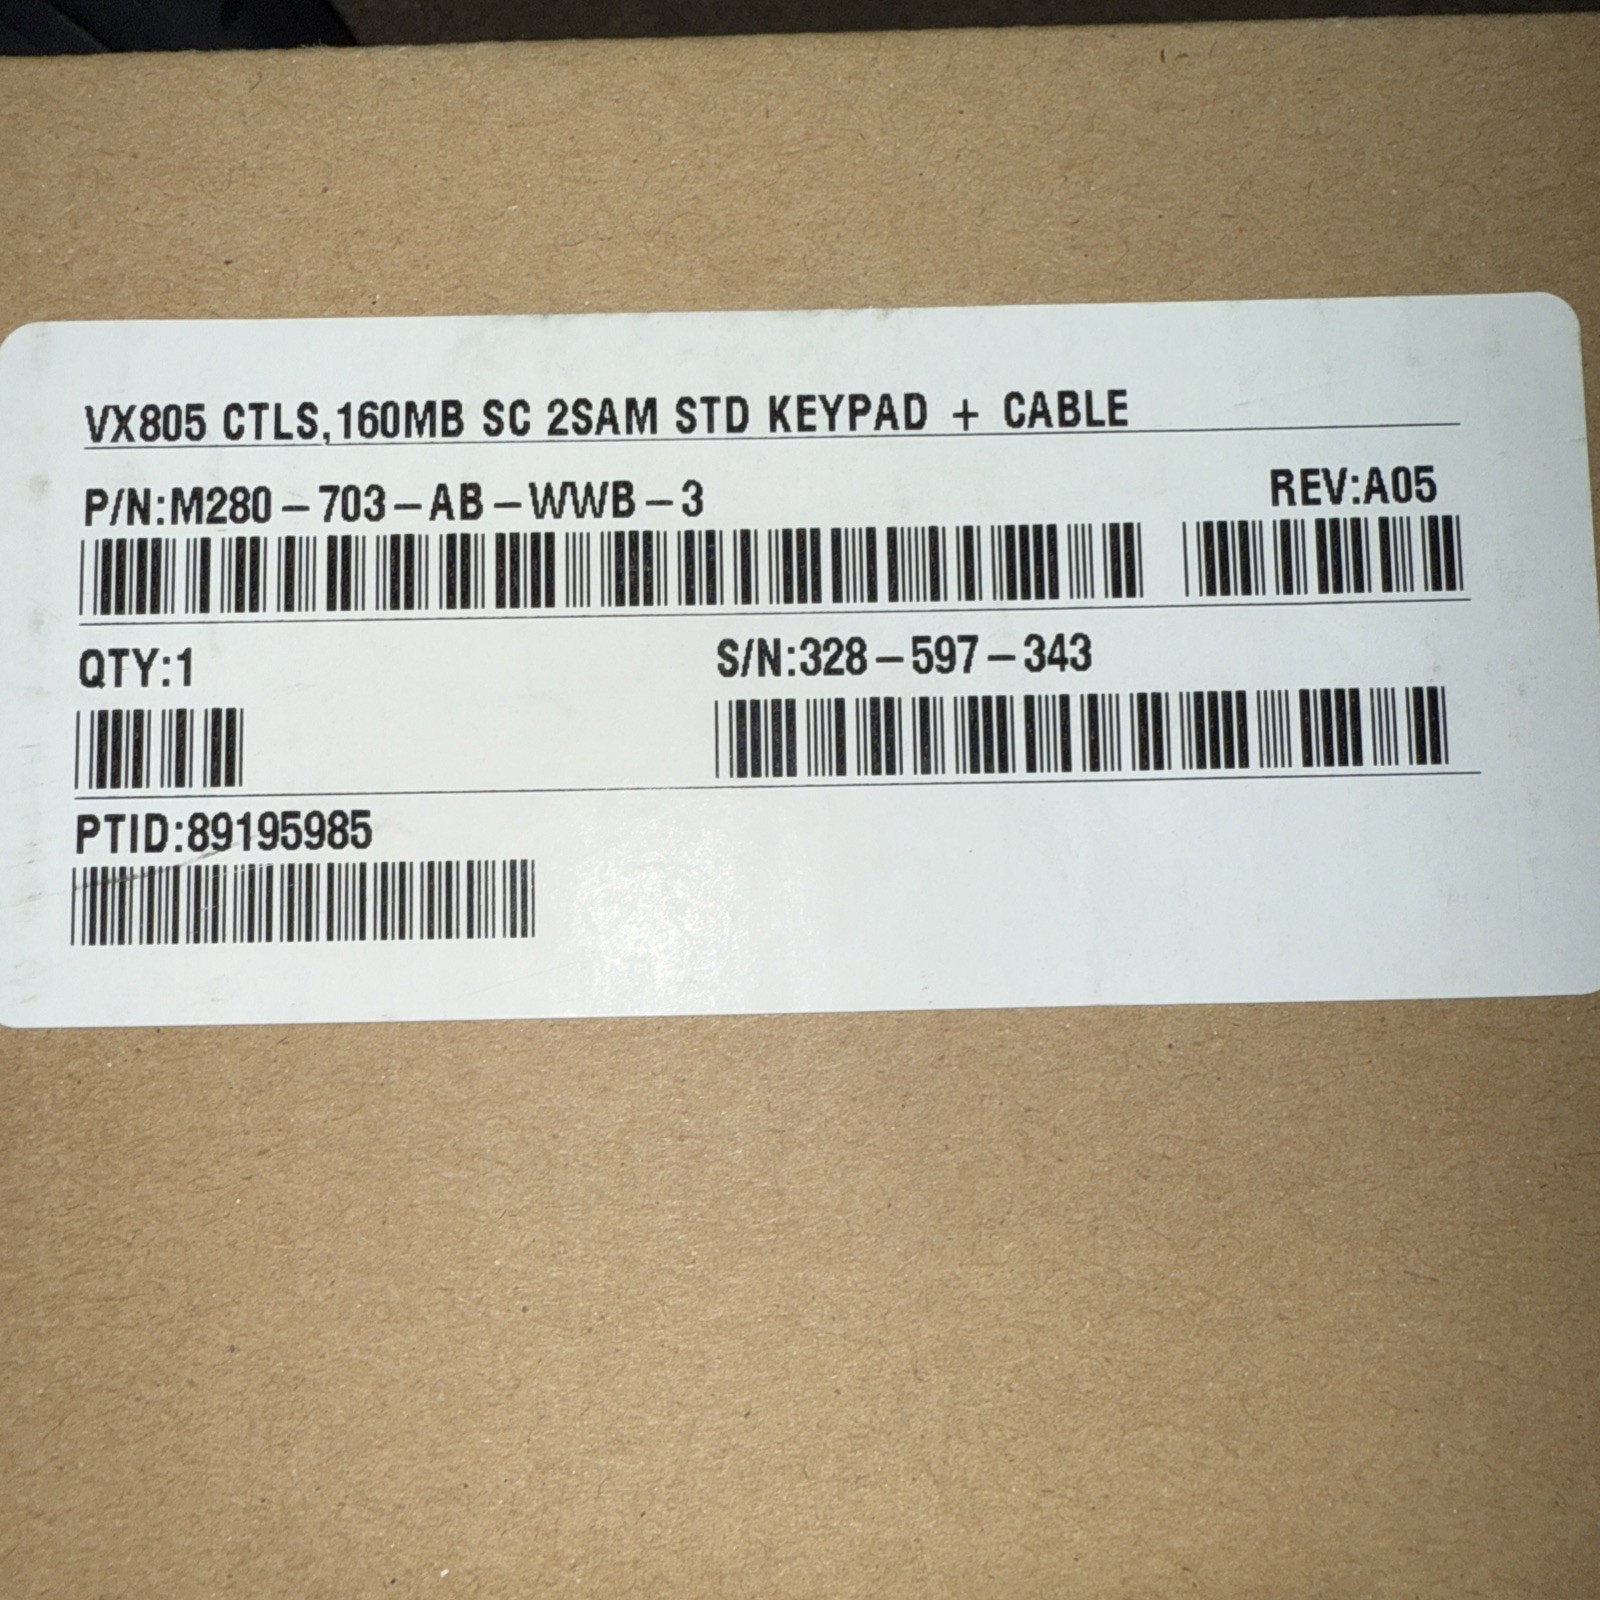 VX805 CTLS,160MB SC 2SAM STD KEYPAD + CABLE
P/N:M280-703-AB-WWB-3 REV:A05
QTY:1 S/N:328-597-343
PTID:89195985